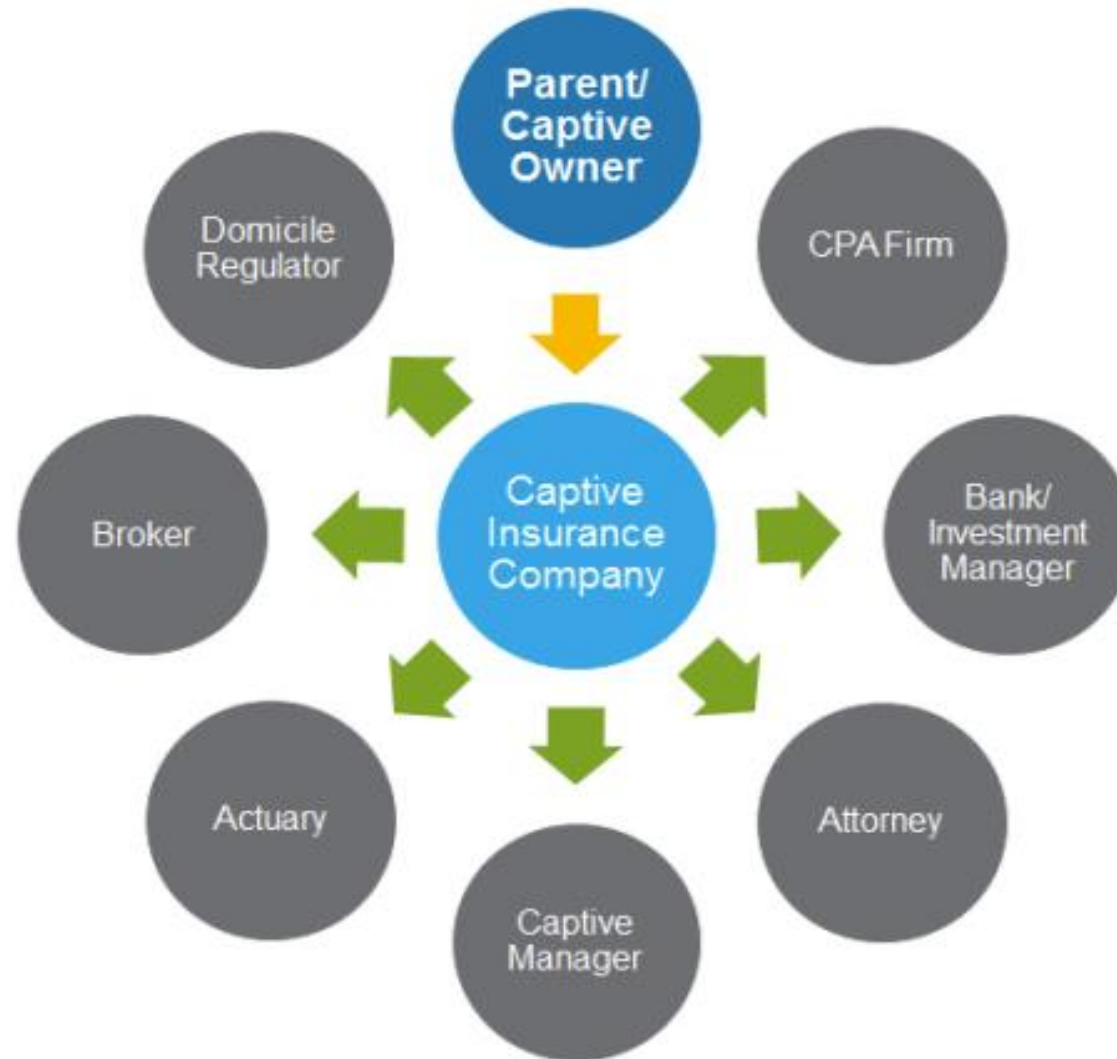 Parent/
Captive
Owner
Domicile
Regulator
CPA Firm
Captive
Insurance
Company
Broker
Bank/
Investment
Manager
Actuary
Attorney
Captive
Manager